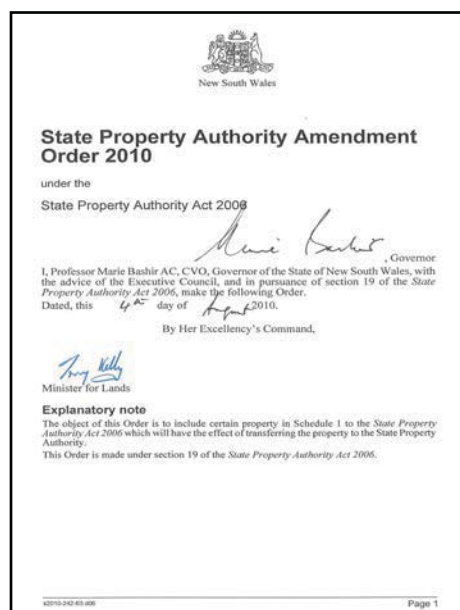 New South Wales
State Property Authority Amendment
Order 2010
under the
State Property Authority Act 2006
Marie Bashir
, Governor
I, Professor Marie Bashir AC, CVO, Governor of the State of New South Wales, with
the advice of the Executive Council, and in pursuance of section 19 of the State
Property Authority Act 2006, make the following Order.
Dated, this 4th day of August 2010.
By Her Excellency's Command,
Tony Kelly
Minister for Lands
Explanatory note
The object of this Order is to include certain property in Schedule 1 to the State Property
Authority Act 2006 which will have the effect of transferring the property to the State Property
Authority.
This Order is made under section 19 of the State Property Authority Act 2006.
Page 1